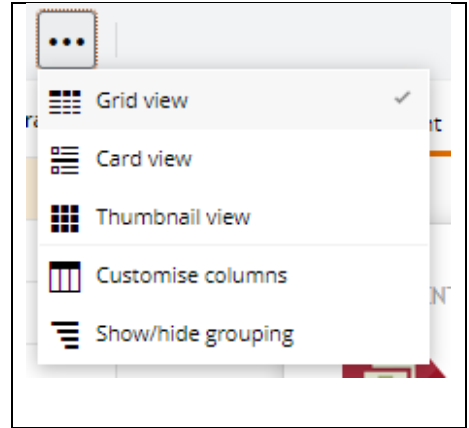 Grid view
Card view
Thumbnail view
Customise columns
Show/hide grouping